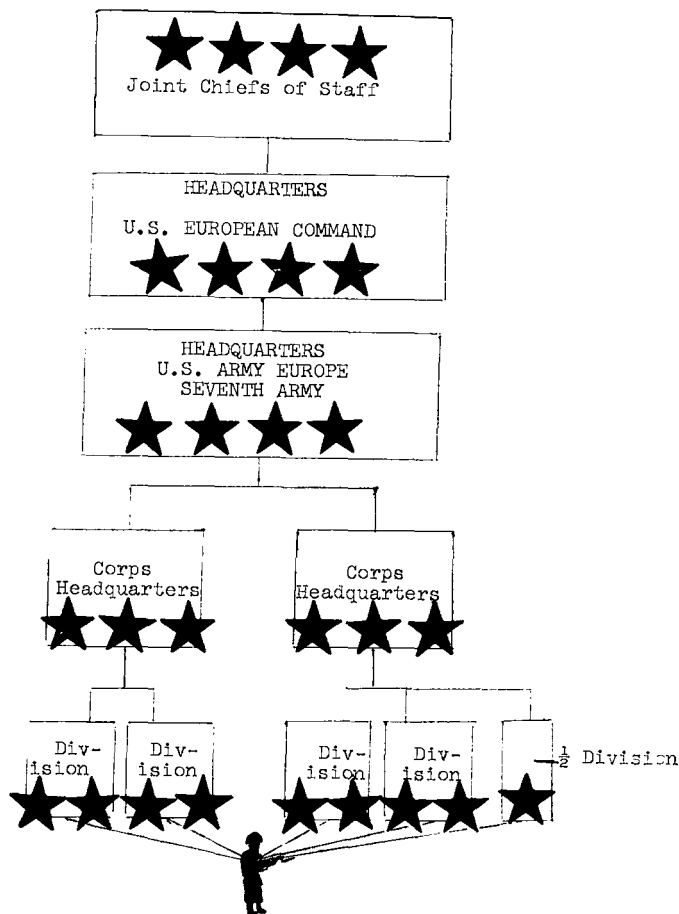 Joint Chiefs of Staff
HEADQUARTERS
U.S. EUROPEAN COMMAND
HEADQUARTERS
U.S. ARMY EUROPE
SEVENTH ARMY
Corps
Headquarters
Corps
Headquarters
Div-
ision
Div-
ision
Div-
ision
Div-
ision
½ Division